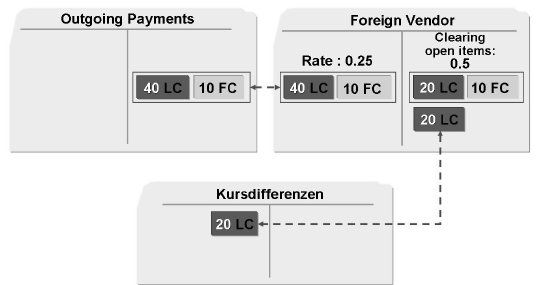 Outgoing Payments
40 LC 10 FC
Foreign Vendor
Rate : 0.25
40 LC 10 FC
Clearing
open items:
0.5
20 LC 10 FC
20 LC
Kursdifferenzen
20 LC